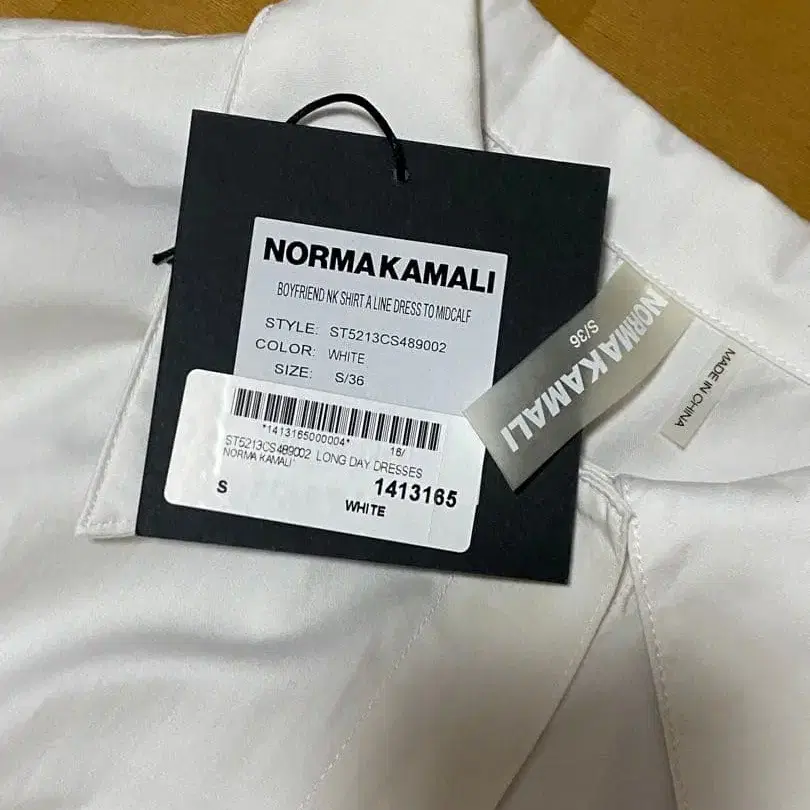 NORMA KAMALI
BOYFRIEND NK SHIRT A LINE DRESS TO MIDCALF
STYLE: ST5213CS489002
COLOR: WHITE
SIZE: S/36
*1413165000004* 16/
ST5213CS489002 LONG DAY DRESSES
NORMA KAMALI
S 1413165
WHITE
NORMA KAMALI
S/36
MADE IN CHINA